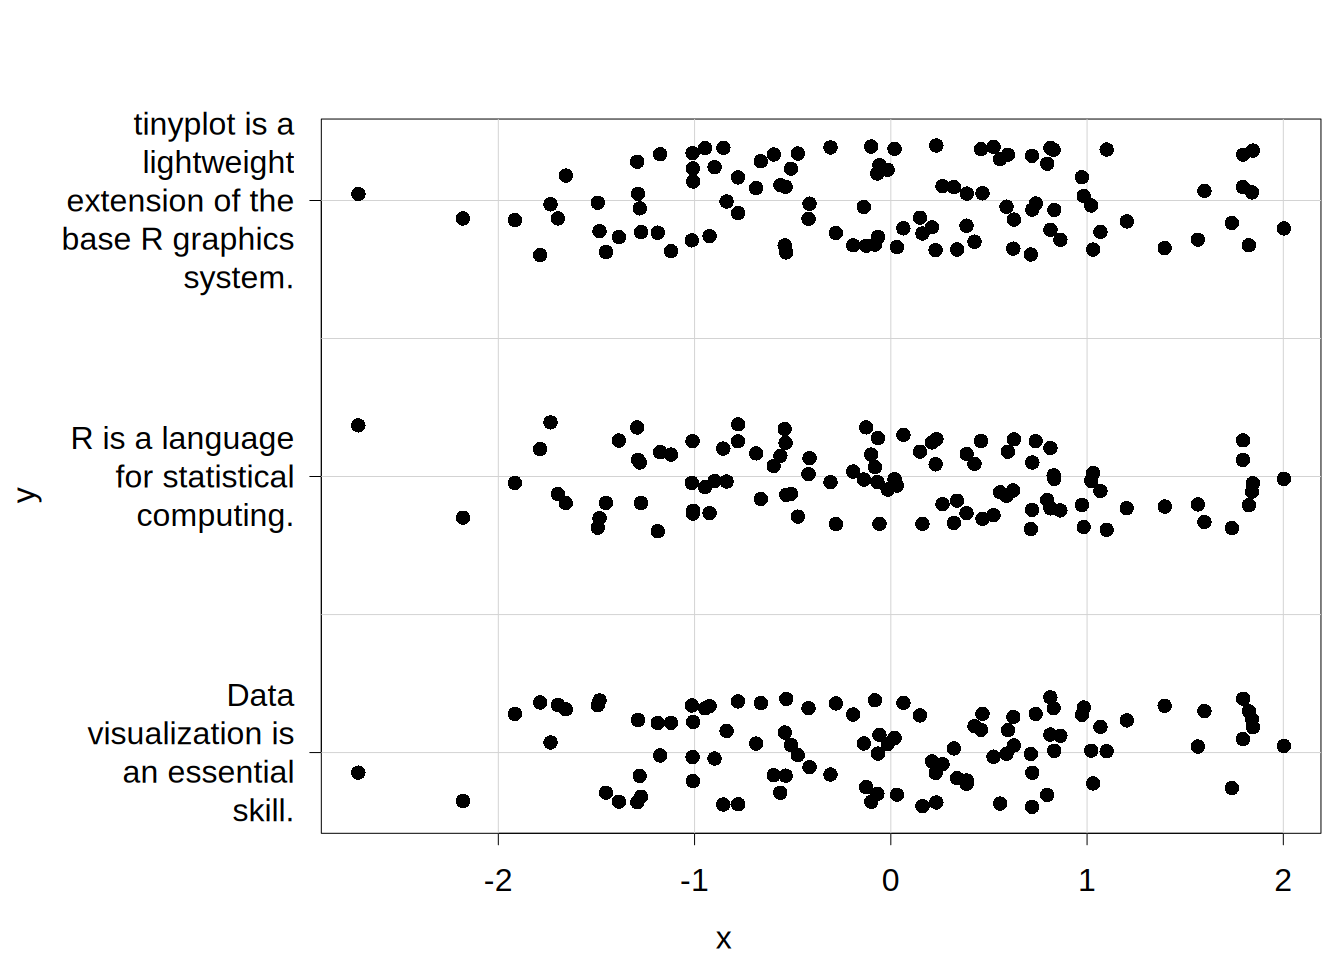 tinyplot is a
lightweight
extension of the
base R graphics
system.
R is a language
for statistical
computing.
y
Data
visualization is
an essential
skill.
-2 -1 0 1 2
x